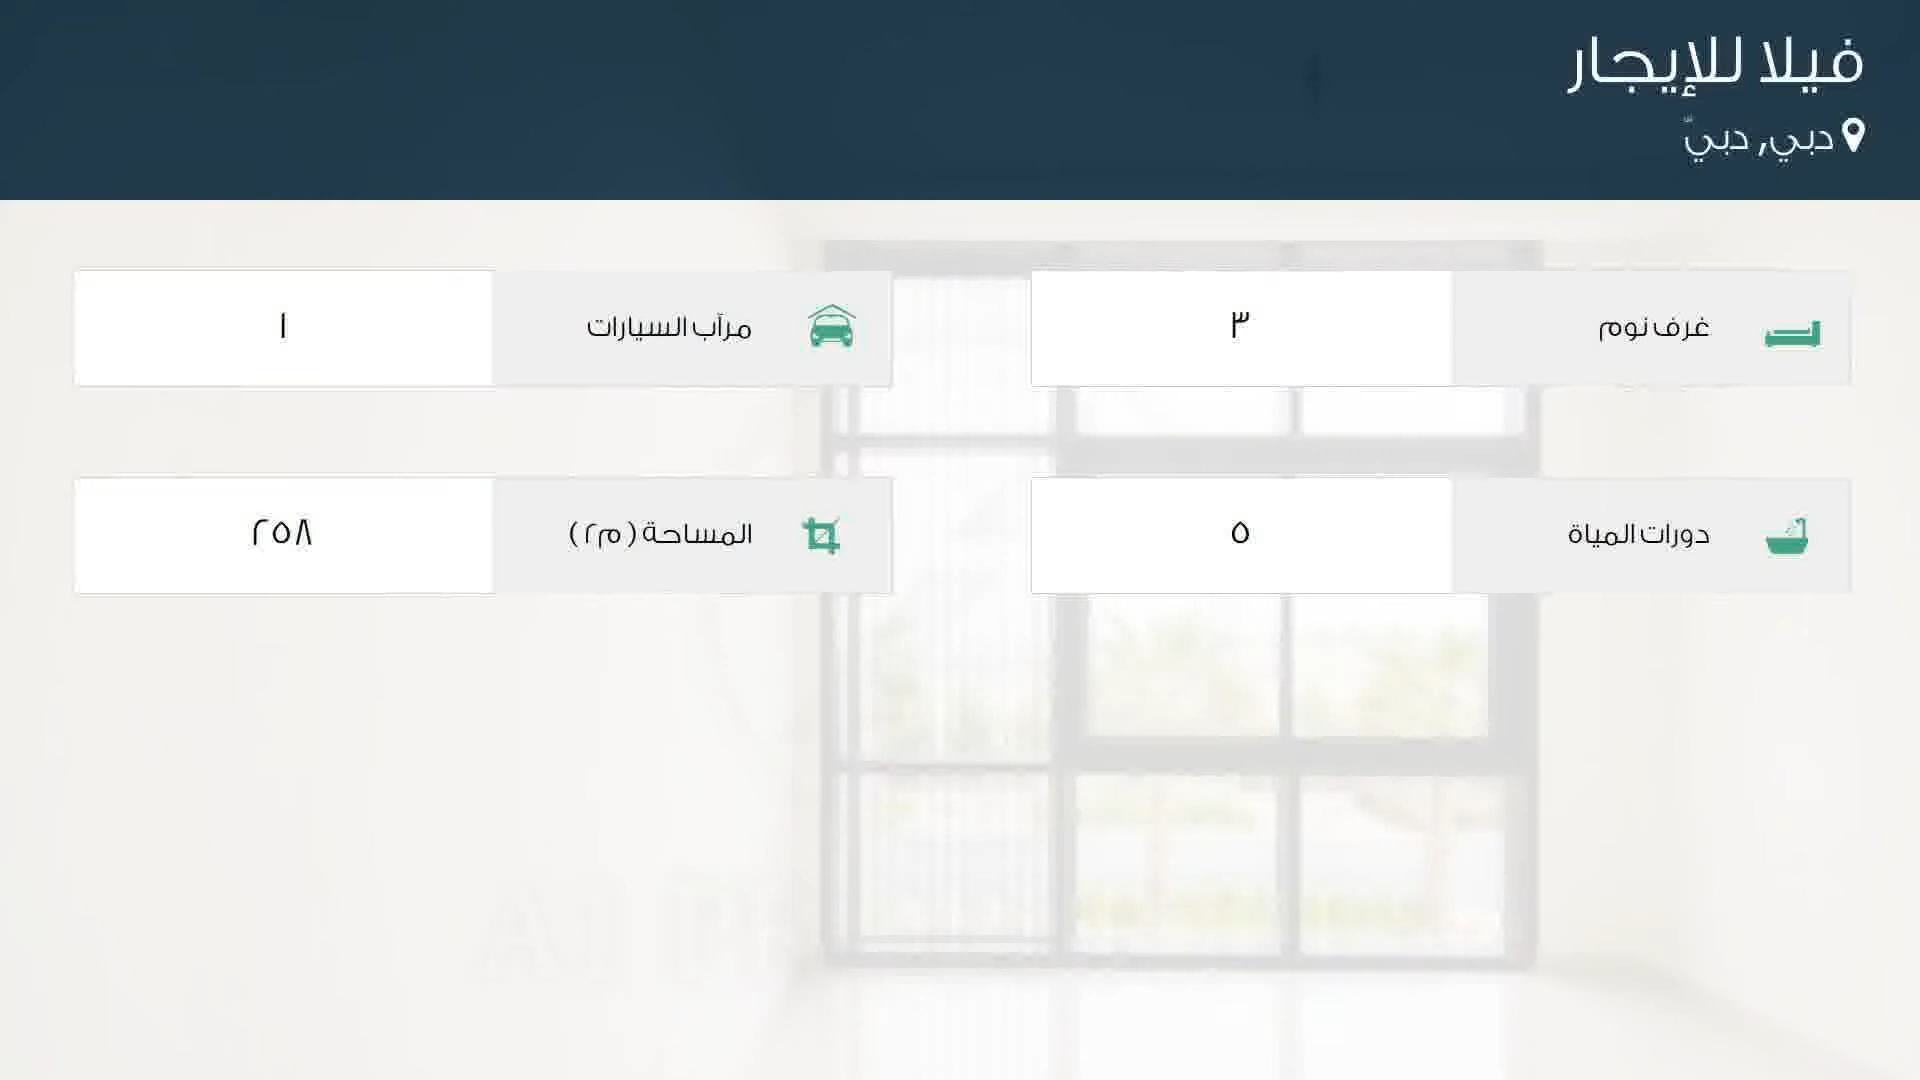 فيلا للإيجار
دبي, دبيّ
غرف نوم ٣
مرآب السيارات ١
دورات المياة ٥
المساحة (م٢) ٢٥٨